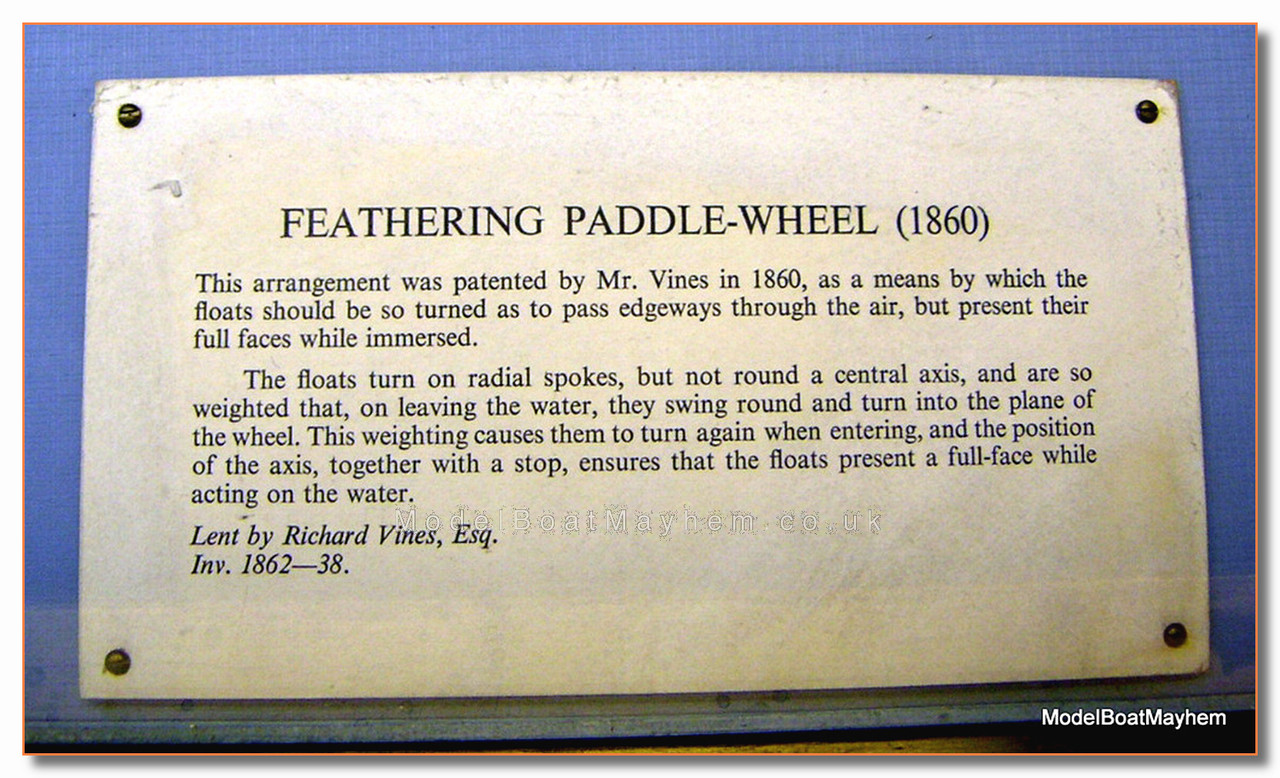 FEATHERING PADDLE-WHEEL (1860)
This arrangement was patented by Mr. Vines in 1860, as a means by which the
floats should be so turned as to pass edgeways through the air, but present their
full faces while immersed.
The floats turn on radial spokes, but not round a central axis, and are so
weighted that, on leaving the water, they swing round and turn into the plane of
the wheel. This weighting causes them to turn again when entering, and the position
of the axis, together with a stop, ensures that the floats present a full-face while
acting on the water.
ModelBoatMayhem co.uk
Lent by Richard Vines, Esq.
Inv. 1862—38.
ModelBoatMayhem